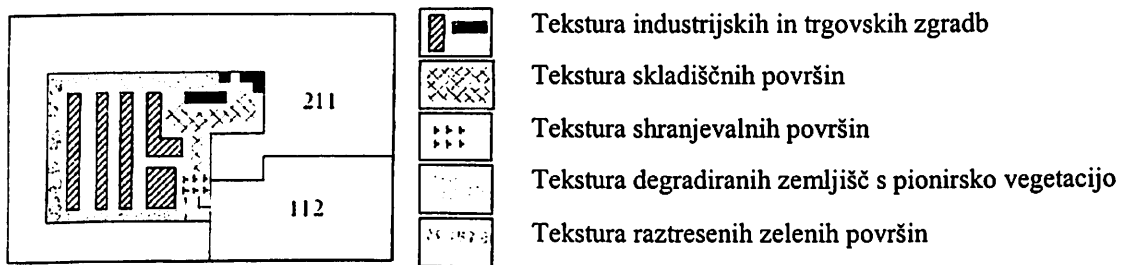 Tekstura industrijskih in trgovskih zgradb
Tekstura skladiščnih površin
211
Tekstura shranjevalnih površin
Tekstura degradiranih zemljišč s pionirsko vegetacijo
112
Tekstura raztresenih zelenih površin